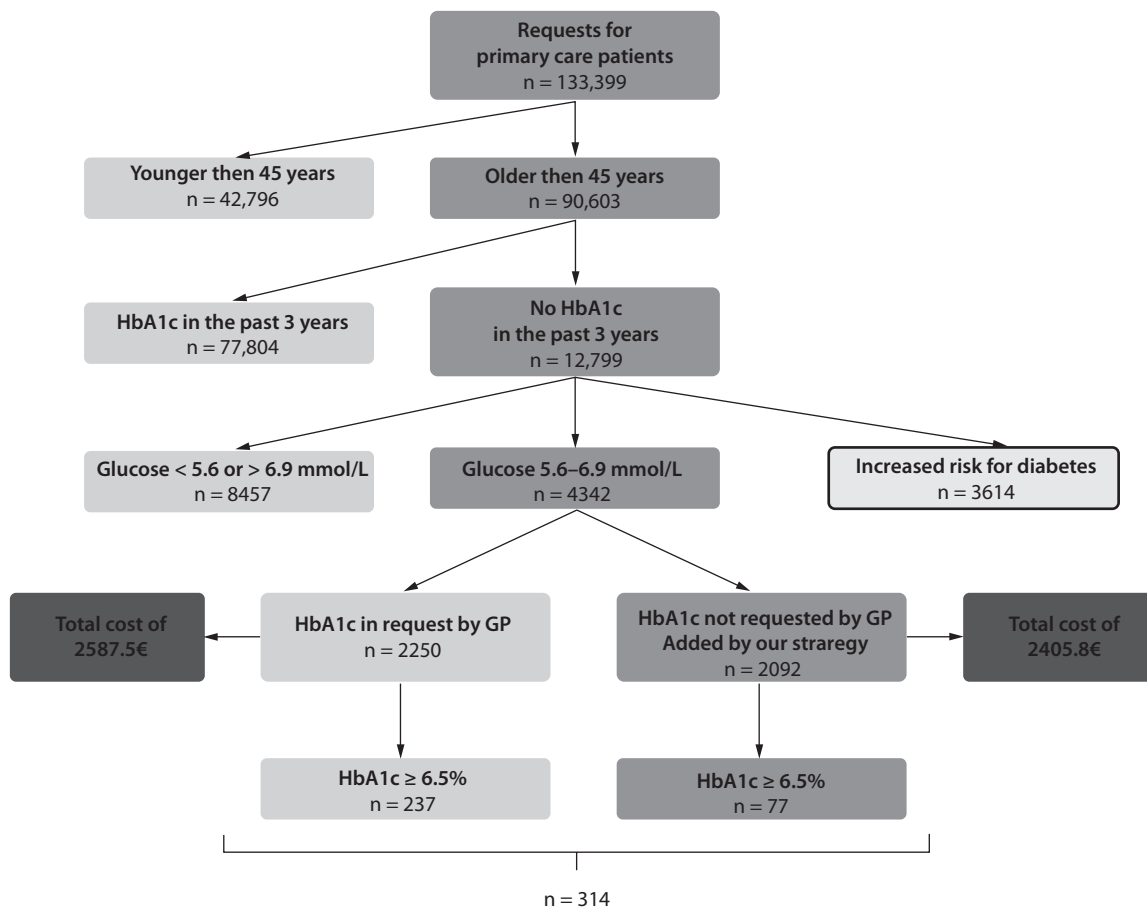 Requests for
primary care patients
n = 133,399
Younger then 45 years
n = 42,796
Older then 45 years
n = 90,603
HbA1c in the past 3 years
n = 77,804
No HbA1c
in the past 3 years
n = 12,799
Glucose < 5.6 or > 6.9 mmol/L
n = 8457
Glucose 5.6–6.9 mmol/L
n = 4342
Increased risk for diabetes
n = 3614
Total cost of
2587.5€
HbA1c in request by GP
n = 2250
HbA1c not requested by GP
Added by our straregy
n = 2092
Total cost of
2405.8€
HbA1c ≥ 6.5%
n = 237
HbA1c ≥ 6.5%
n = 77
n = 314